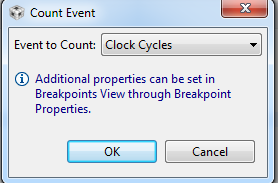 Count Event
Event to Count: Clock Cycles
Additional properties can be set in
Breakpoints View through Breakpoint
Properties.
OK Cancel